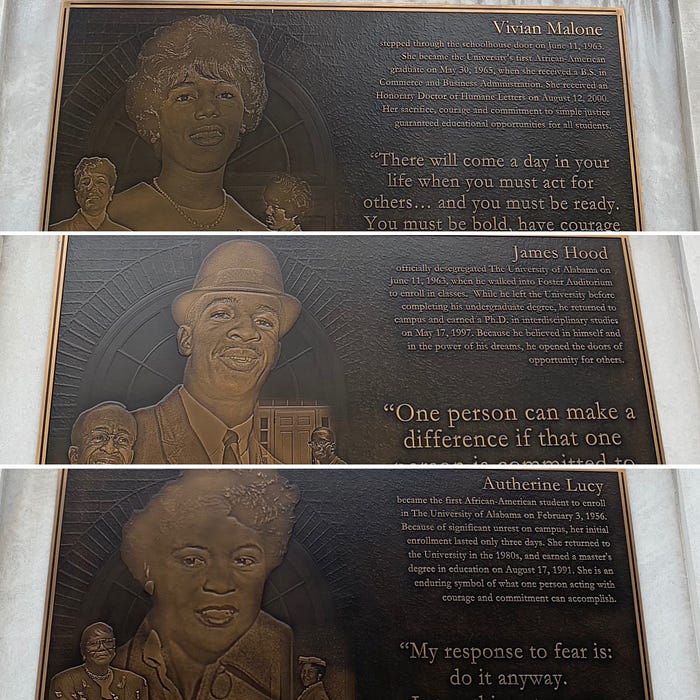 Vivian Malone
stepped through the schoolhouse door on June 11, 1963.
She became the University's first African-American
graduate on May 30, 1965, when she received a B.S. in
Commerce and Business Administration. She received an
Honorary Doctor of Humane Letters on August 12, 2000.
Her sacrifice, courage and commitment to simple justice
guaranteed educational opportunities for all students.
“There will come a day in your
life when you must act for
others... and you must be ready.
You must be bold, have courage
James Hood
officially desegregated The University of Alabama on
June 11, 1963, when he walked into Foster Auditorium
to enroll in classes. While he left the University before
completing his undergraduate degree, he returned to
campus and earned a Ph.D. in interdisciplinary studies
on May 17, 1997. Because he believed in himself and
in the power of his dreams, he opened the doors of
opportunity for others.
“One person can make a
difference if that one
person is committed to
Autherine Lucy
became the first African-American student to enroll
in The University of Alabama on February 3, 1956.
Because of significant unrest on campus, her initial
enrollment lasted only three days. She returned to
the University in the 1980s, and earned a master's
degree in education on August 17, 1991. She is an
enduring symbol of what one person acting with
courage and commitment can accomplish.
“My response to fear is:
do it anyway.